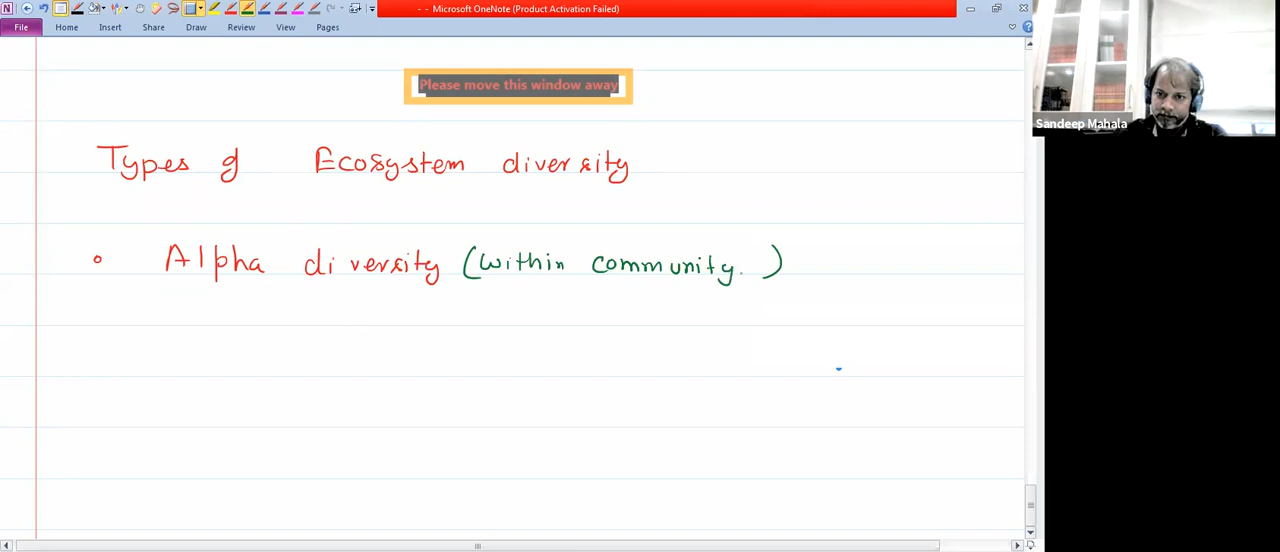 - - Microsoft OneNote (Product Activation Failed)
File Home Insert Share Draw Review View Pages
Please move this window away
Sandeep Mahala
Types of Ecosystem diversity
Alpha diversity (within community.)